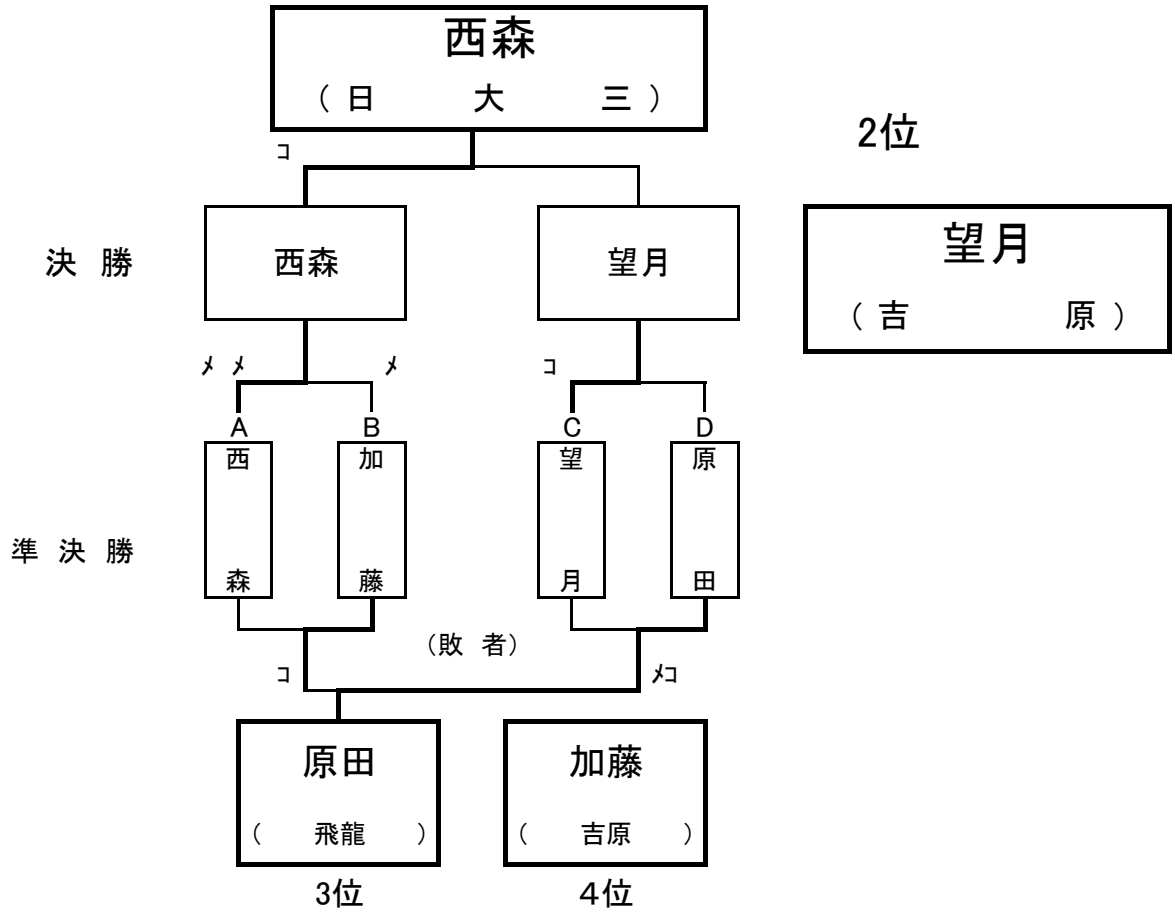 西森
( 日 大 三 )
2位
コ
決 勝
西森
望月
望月
( 吉 原 )
メ メ
メ
コ
A B C D
西森
加藤
望月
原田
準 決 勝
(敗 者)
コ
メコ
原田
( 飛龍 )
加藤
( 吉原 )
3位
4位